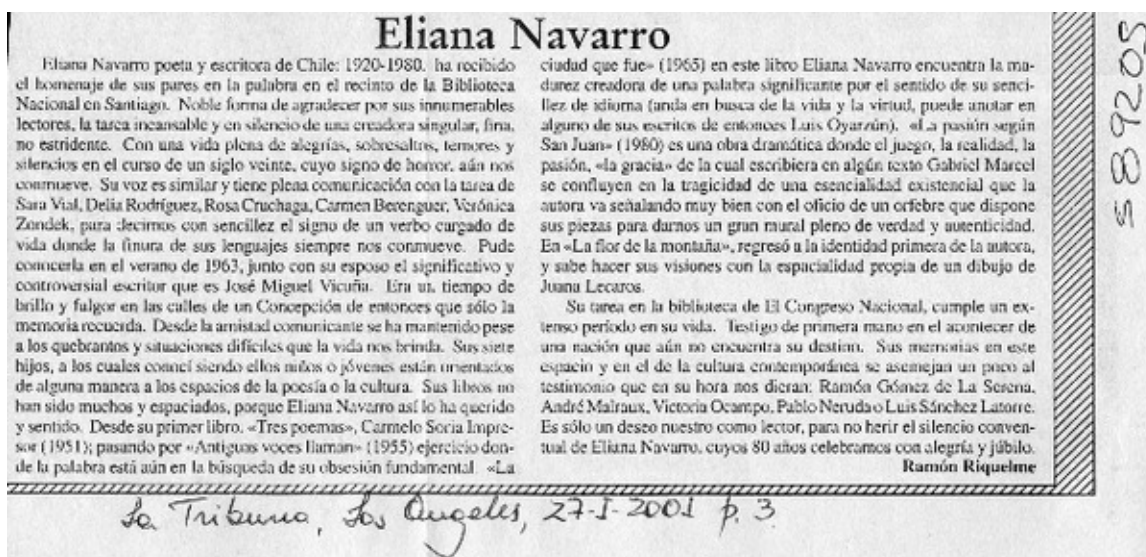 Eliana Navarro
Eliana Navarro poeta y escritora de Chile: 1920-1980. ha recibido
el homenaje de sus pares en la palabra en el recinto de la Biblioteca
Nacional en Santiago. Noble forma de agradecer por sus innumerables
lectores, la tarea incansable y en silencio de una creadora singular, fina,
no estridente. Con una vida plena de alegrías, sobresaltos, temores y
silencios en el curso de un siglo veinte, cuyo signo de honor, aún nos
conmueve. Su voz es similar y tiene plena comunicación con la tarea de
Sara Vial, Delia Rodríguez, Rosa Cruchaga, Carmen Berenguer, Verónica
Zondek, para decirnos con sencillez el signo de un verbo cargado de
vida donde la finura de sus lenguajes siempre nos conmueve. Pude
conocerla en el verano de 1963, junto con su esposo el significativo y
controversial escritor que es José Miguel Vicuña. Era un tiempo de
brillo y fulgor en las calles de un Concepción de entonces que sólo la
memoria recuerda. Desde la amistad comunicante se ha mantenido pese
a los quebrantos y situaciones difíciles que la vida nos brinda. Sus siete
hijos, a los cuales conocí siendo ellos niños o jóvenes están orientados
de alguna manera a los espacios de la poesía o la cultura. Sus libros no
han sido muchos y espaciados, porque Eliana Navarro así lo ha querido
y sentido. Desde su primer libro, «Tres poemas», Carmelo Soria Impre-
sor (1951); pasando por «Antiguas voces llaman» (1955) ejercicio don-
de la palabra está aún en la búsqueda de su obsesión fundamental. «La
ciudad que fue» (1965) en este libro Eliana Navarro encuentra la ma-
durez creadora de una palabra significante por el sentido de su senci-
llez de idioma (anda en busca de la vida y la virtud, puede anotar en
alguno de sus escritos de entonces Luis Oyarzún). «La pasión según
San Juan» (1980) es una obra dramática donde el juego, la realidad, la
pasión, «la gracia» de la cual escribiera en algún texto Gabriel Marcel
se confluyen en la tragicidad de una esencialidad existencial que la
autora va señalando muy bien con el oficio de un orfebre que dispone
sus piezas para darnos un gran mural pleno de verdad y autenticidad.
En «La flor de la montaña», regresó a la identidad primera de la autora,
y sabe hacer sus visiones con la espacialidad propia de un dibujo de
Juana Lecaros.
Su tarea en la biblioteca de El Congreso Nacional, cumple un ex-
tenso período en su vida. Testigo de primera mano en el acontecer de
una nación que aún no encuentra su destino. Sus memorias en este
espacio y en el de la cultura contemporánea se asemejan un poco al
testimonio que en su hora nos dieran: Ramón Gómez de La Serena,
André Malraux, Victoria Ocampo, Pablo Neruda o Luis Sánchez Latorre.
Es sólo un deseo nuestro como lector, para no herir el silencio conven-
tual de Eliana Navarro, cuyos 80 años celebramos con alegría y júbilo.
Ramón Riquelme
La Tribuna, Los Angeles, 27-I-2001 p. 3
589205